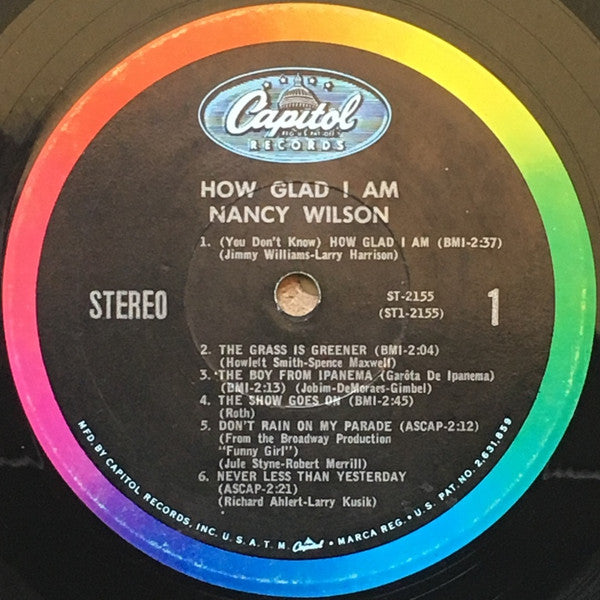 Capitol
REG. U.S. PAT. OFF.
RECORDS
HOW GLAD I AM
NANCY WILSON
1. (You Don't Know) HOW GLAD I AM (BMI-2:37)
(Jimmy Williams-Larry Harrison)
STEREO
ST-2155
(ST1-2155)
1
2. THE GRASS IS GREENER (BMI-2:04)
(Howlett Smith-Spence Maxwell)
3. THE BOY FROM IPANEMA (Garôta De Ipanema)
(BMI-2:13) (Jobim-DeMoraes-Gimbel)
4. THE SHOW GOES ON (BMI-2:45)
(Roth)
5. DON'T RAIN ON MY PARADE (ASCAP-2:12)
(From the Broadway Production
"Funny Girl")
(Jule Styne-Robert Merrill)
6. NEVER LESS THAN YESTERDAY
(ASCAP-2:21)
(Richard Ahlert-Larry Kusik)
MFD. BY CAPITOL RECORDS, INC. U.S.A. T.M. Capitol • MARCA REG. • U.S. PAT. NO. 2,631,859